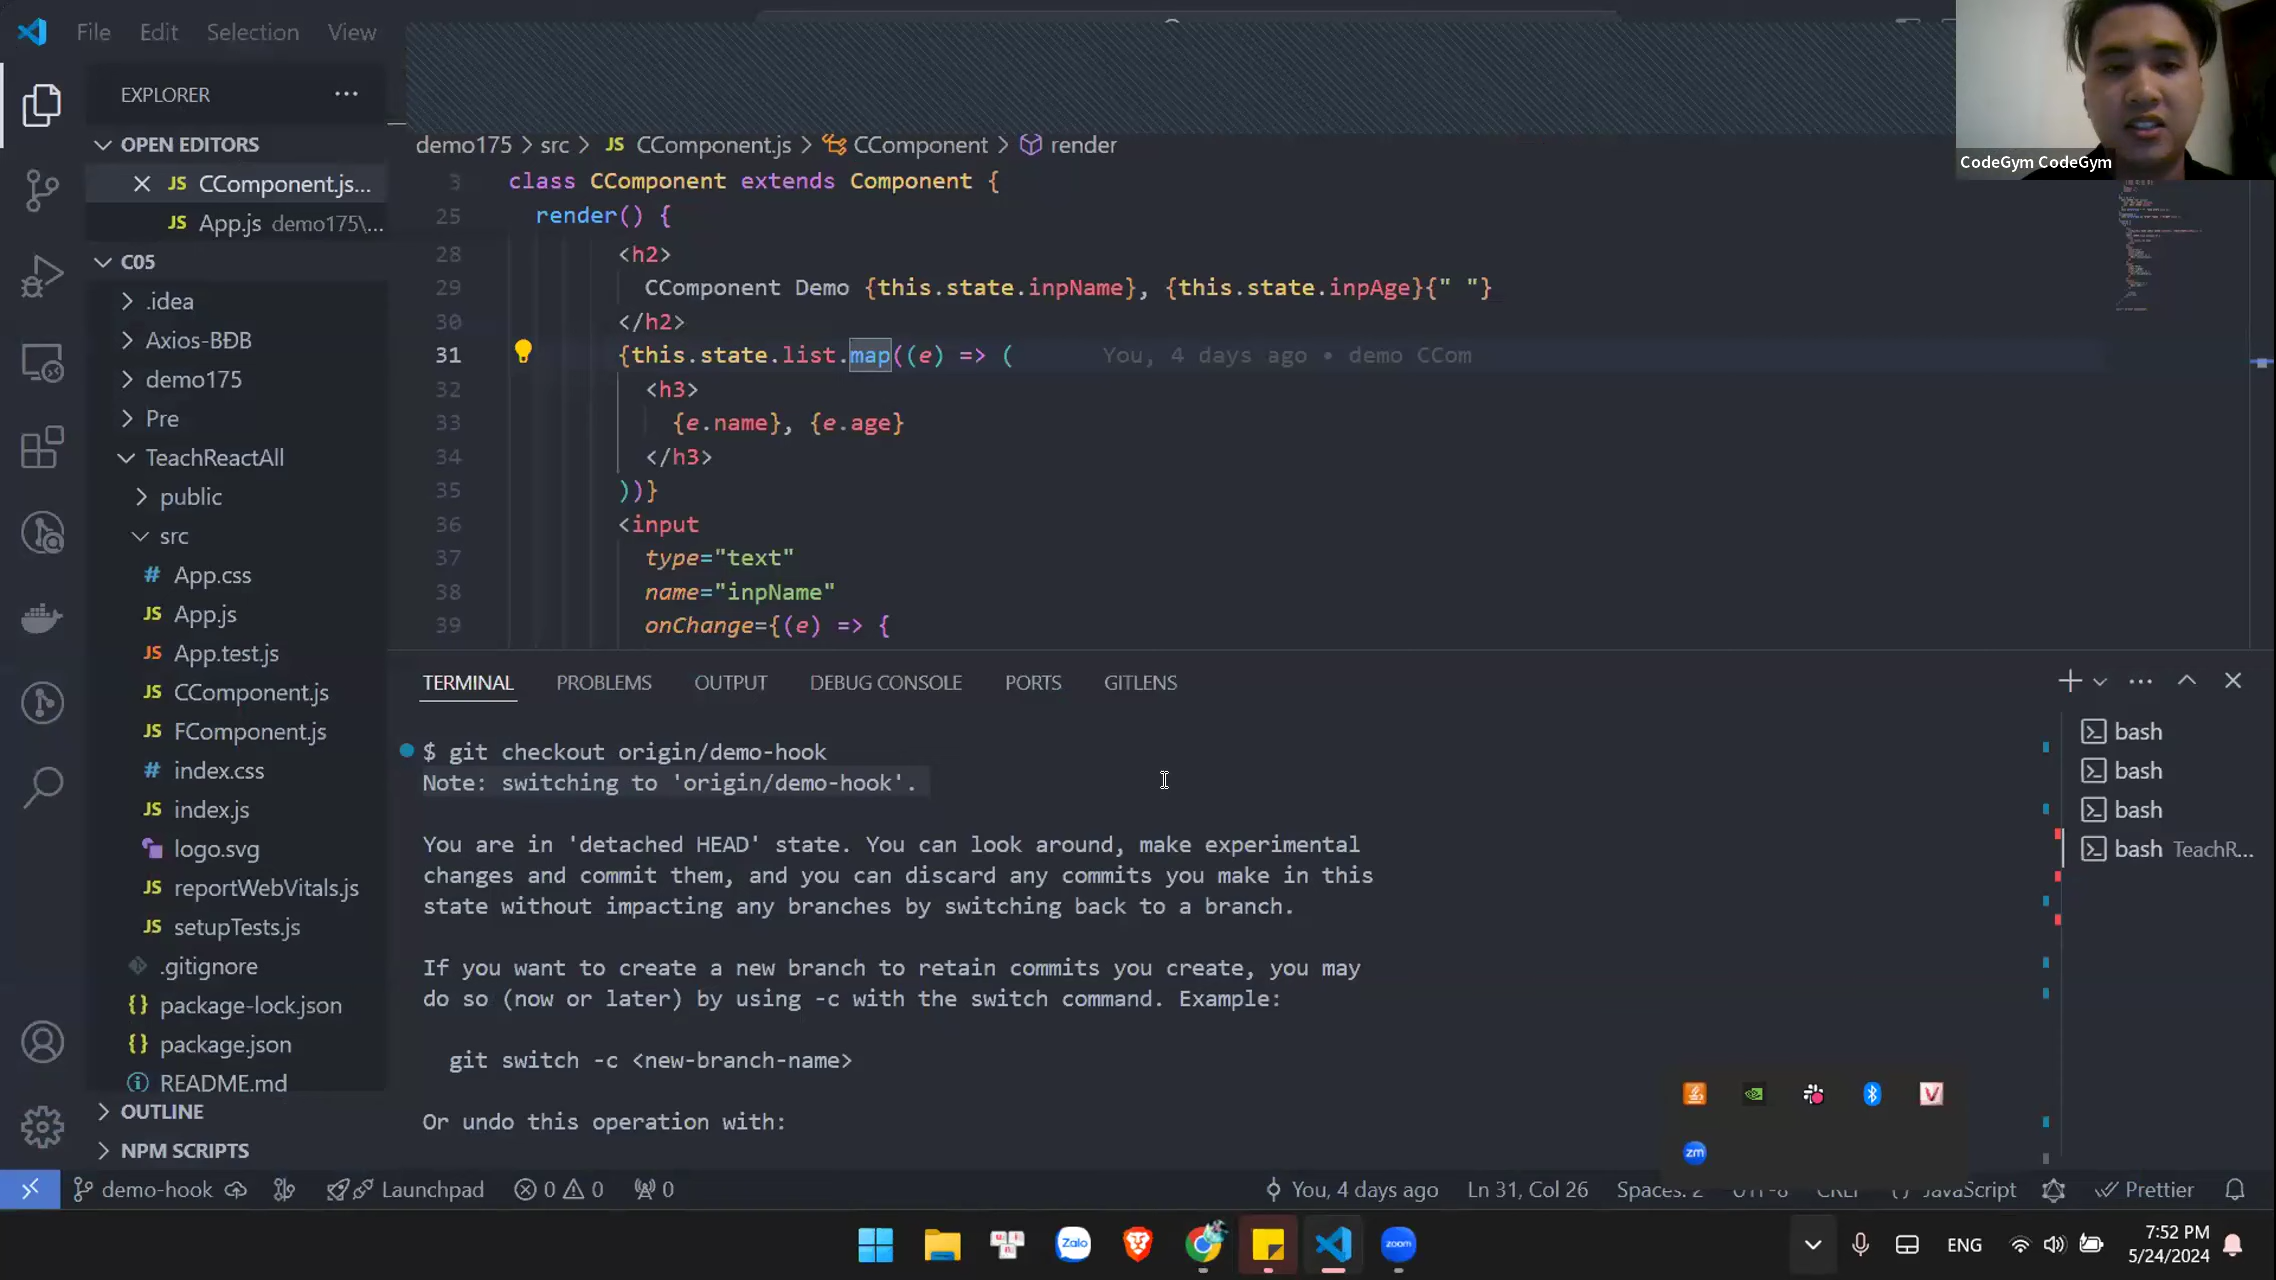 File Edit Selection View
EXPLORER
OPEN EDITORS
CComponent.js...
App.js demo175\...
C05
.idea
Axios-BĐB
demo175
Pre
TeachReactAll
public
src
App.css
App.js
App.test.js
CComponent.js
FComponent.js
index.css
index.js
logo.svg
reportWebVitals.js
setupTests.js
.gitignore
package-lock.json
package.json
README.md
OUTLINE
NPM SCRIPTS
demo175 > src > JS CComponent.js > CComponent > render
3 class CComponent extends Component {
25 render() {
28 <h2>
29 CComponent Demo {this.state.inpName}, {this.state.inpAge}{" "}
30 </h2>
31 {this.state.list.map((e) => ( You, 4 days ago • demo CCom
32 <h3>
33 {e.name}, {e.age}
34 </h3>
35 ))}
36 <input
37 type="text"
38 name="inpName"
39 onChange={(e) => {
CodeGym CodeGym
TERMINAL PROBLEMS OUTPUT DEBUG CONSOLE PORTS GITLENS
$ git checkout origin/demo-hook
Note: switching to 'origin/demo-hook'.
You are in 'detached HEAD' state. You can look around, make experimental
changes and commit them, and you can discard any commits you make in this
state without impacting any branches by switching back to a branch.
If you want to create a new branch to retain commits you create, you may
do so (now or later) by using -c with the switch command. Example:
git switch -c <new-branch-name>
Or undo this operation with:
bash
bash
bash
bash TeachR...
demo-hook Launchpad 0 0 0 You, 4 days ago Ln 31, Col 26 Spaces: 2 UTF-8 CRLF {} JavaScript Prettier
zm
Zalo
zoom
ENG
7:52 PM
5/24/2024